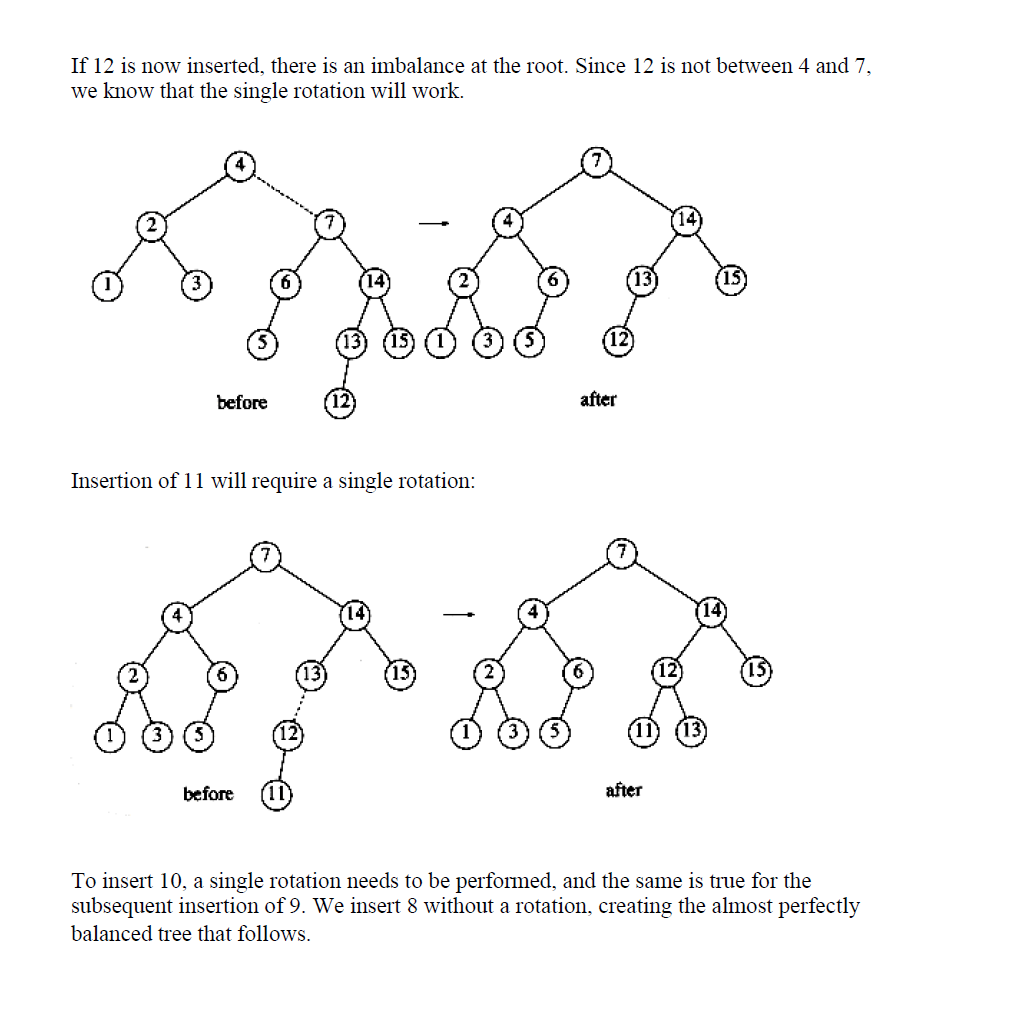 If 12 is now inserted, there is an imbalance at the root. Since 12 is not between 4 and 7,
we know that the single rotation will work.
4 7
2 7 4 14
1 3 6 14 2 6 13 15
5 13 15 1 3 5 12
before 12 after
Insertion of 11 will require a single rotation:
7 7
4 14 4 14
2 6 13 15 2 6 12 15
1 3 5 12 1 3 5 11 13
before 11 after
To insert 10, a single rotation needs to be performed, and the same is true for the
subsequent insertion of 9. We insert 8 without a rotation, creating the almost perfectly
balanced tree that follows.